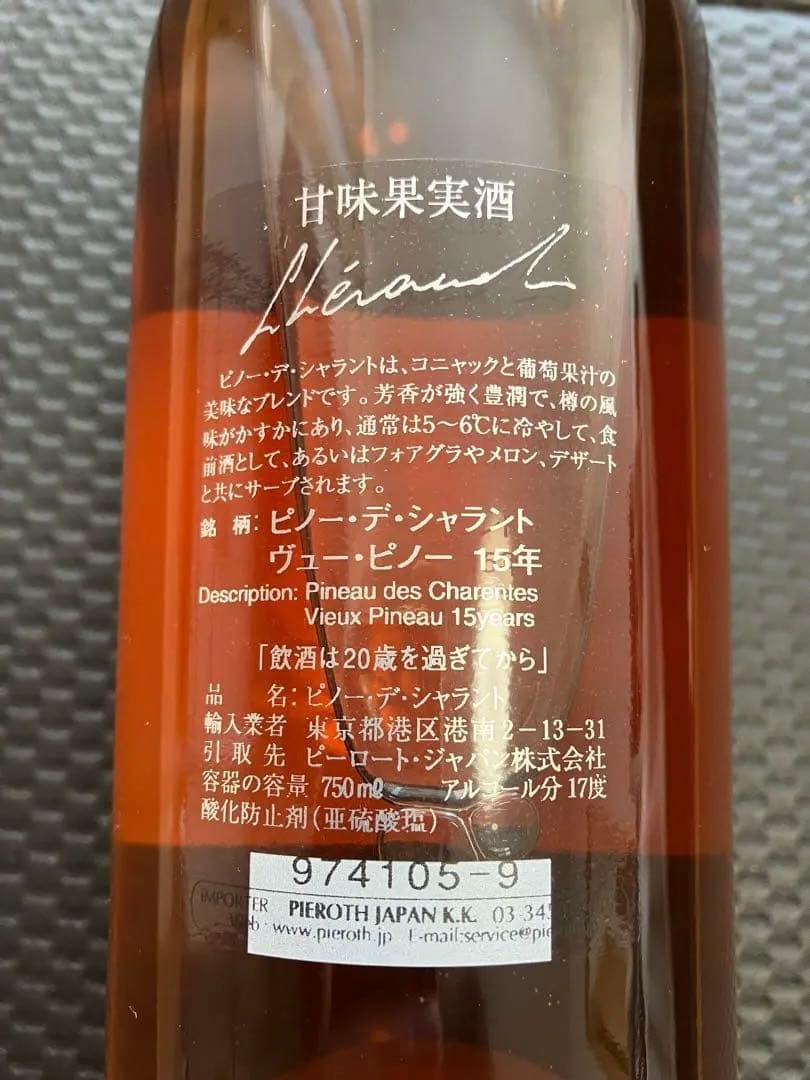 甘味果実酒
Lhéraud
ピノー・デ・シャラントは、コニャックと葡萄果汁の
美味なブレンドです。芳香が強く豊潤で、樽の風
味がかすかにあり、通常は5〜6℃に冷やして、食
前酒として、あるいはフォアグラやメロン、デザート
と共にサーブされます。
銘 柄: ピノー・デ・シャラント
ヴュー・ピノー 15年
Description: Pineau des Charentes
Vieux Pineau 15years
「飲酒は20歳を過ぎてから」
品 名: ピノー・デ・シャラント
輸入業者 東京都港区港南2-13-31
引取先 ピーロート・ジャパン株式会社
容器の容量 750mℓ アルコール分 17度
酸化防止剤(亜硫酸塩)
974105-9
IMPORTER PIEROTH JAPAN K.K. 03-345
Web: www.pieroth.jp E-mail:service@pie